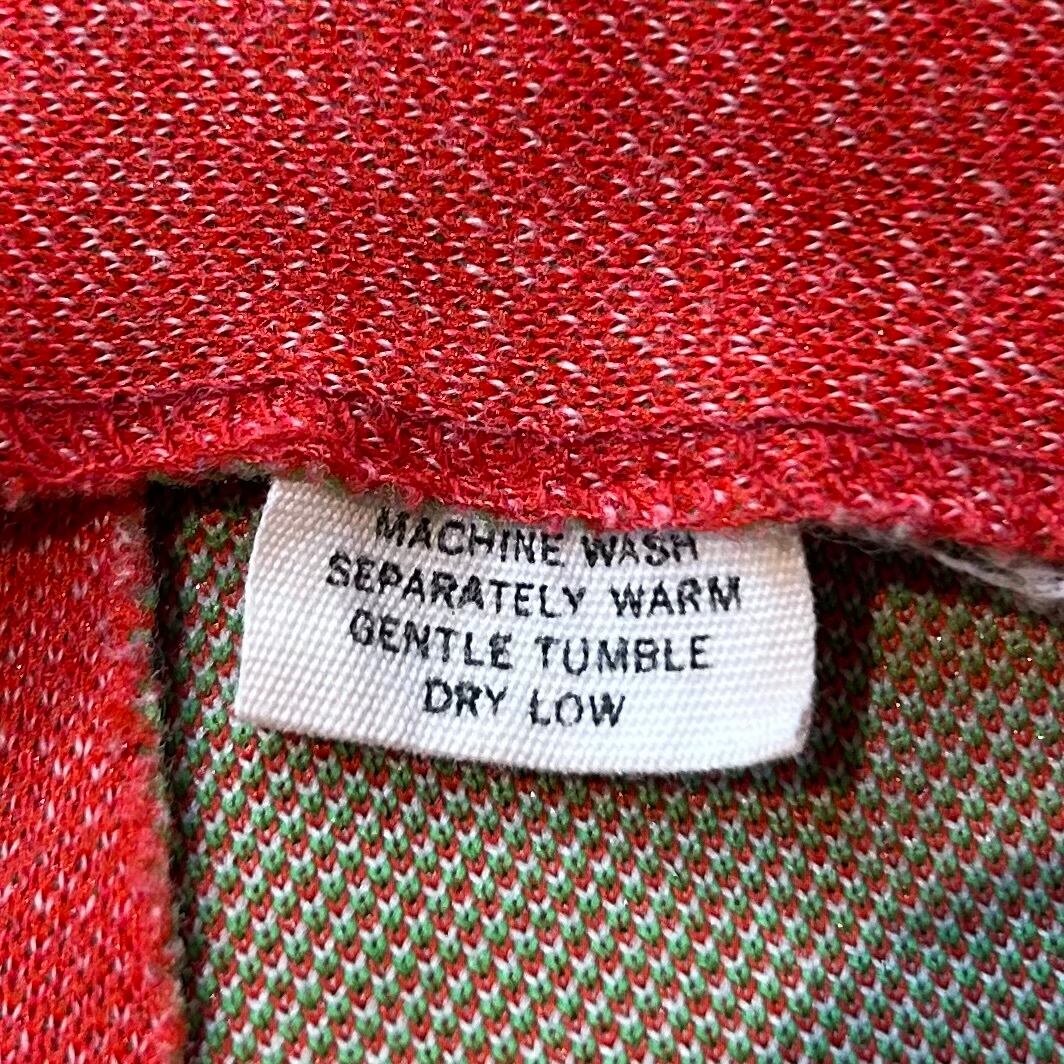 MACHINE WASH
SEPARATELY WARM
GENTLE TUMBLE
DRY LOW